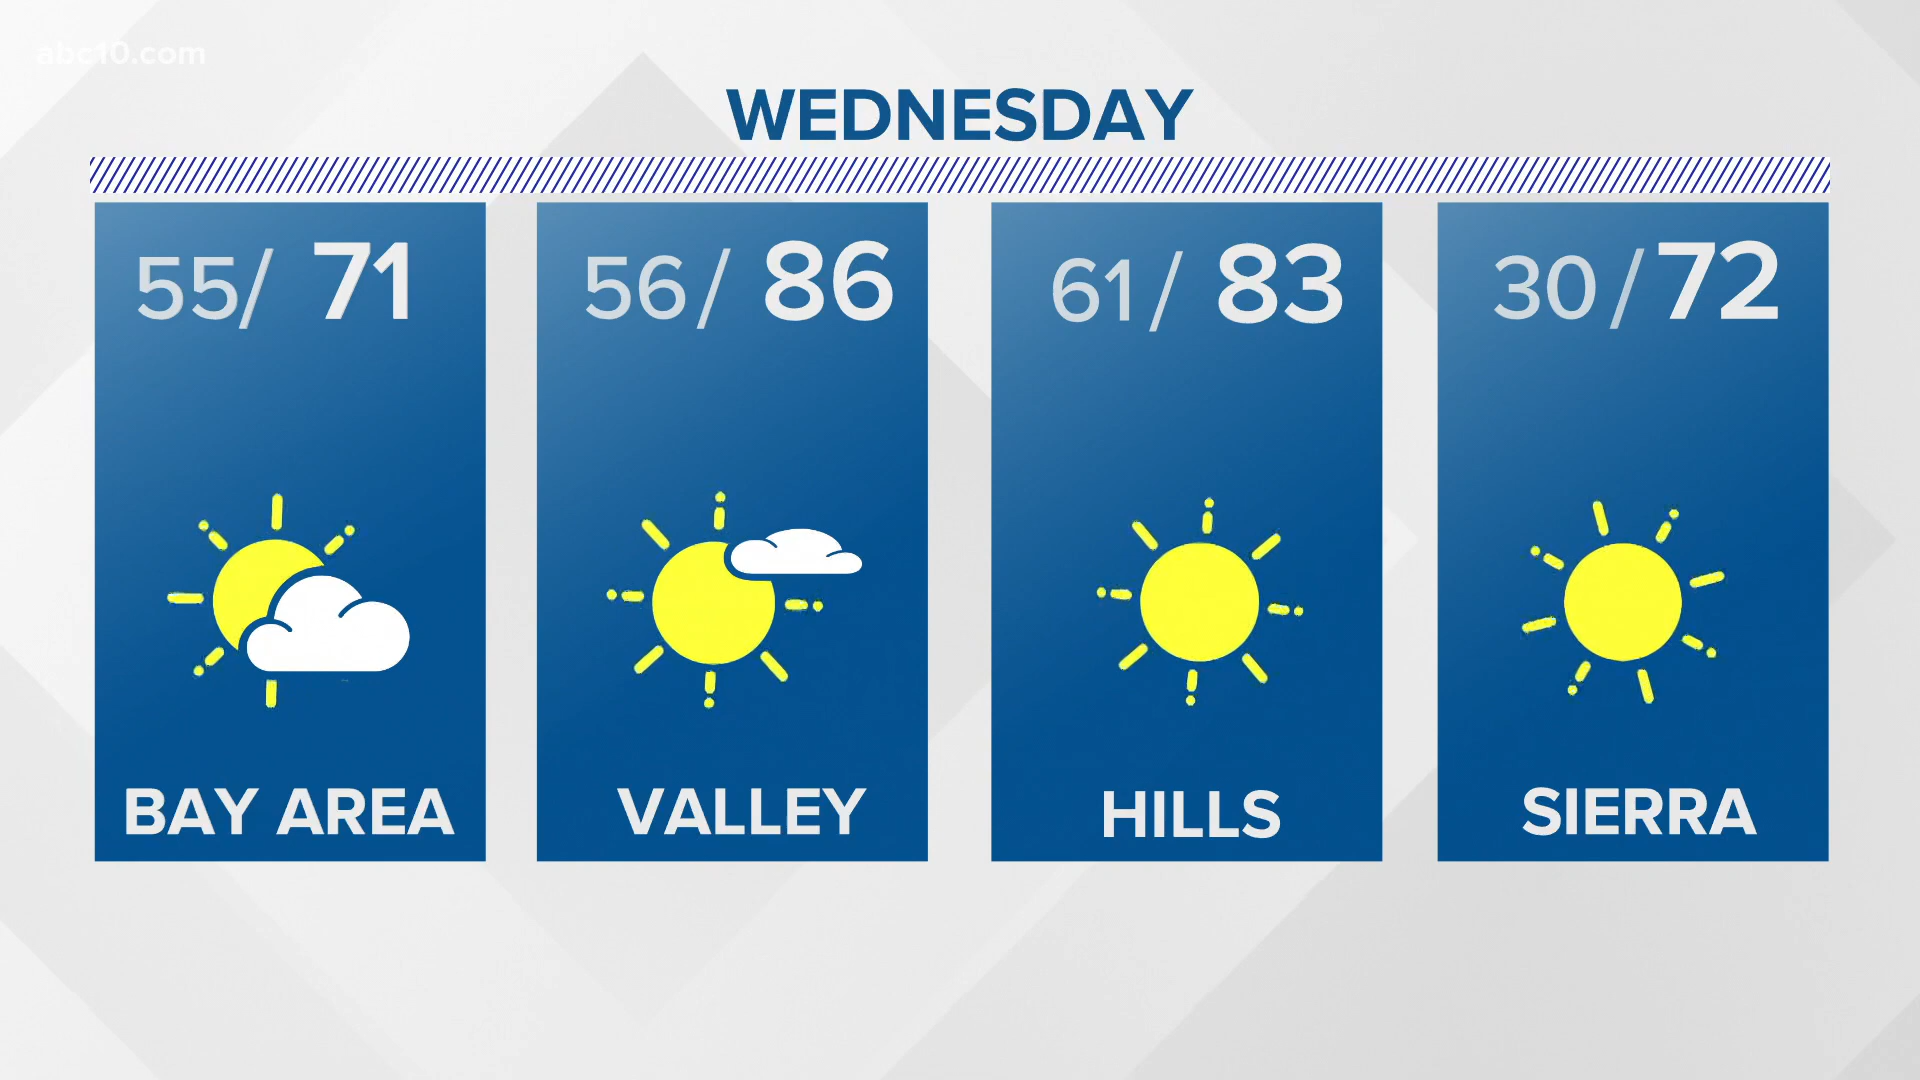 abc10.com
WEDNESDAY
55/ 71
56/ 86
61/ 83
30/ 72
BAY AREA
VALLEY
HILLS
SIERRA